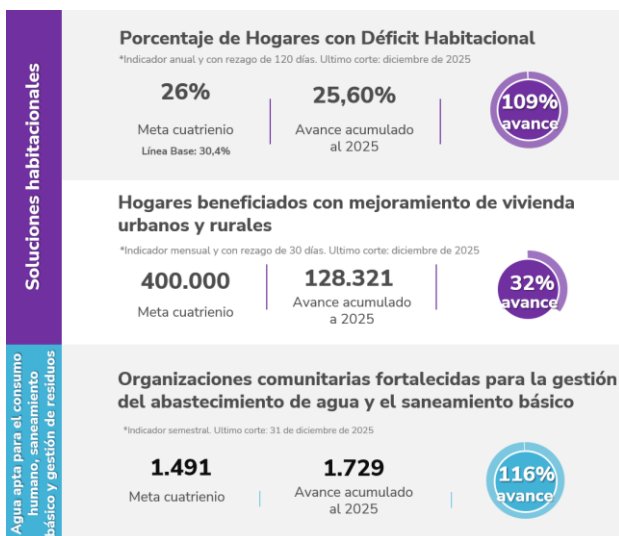 Soluciones habitacionales
Porcentaje de Hogares con Déficit Habitacional
*Indicador anual y con rezago de 120 días. Ultimo corte: diciembre de 2025
26%
Meta cuatrienio
Línea Base: 30,4%
25,60%
Avance acumulado
al 2025
109%
avance
Hogares beneficiados con mejoramiento de vivienda
urbanos y rurales
*Indicador mensual y con rezago de 30 días. Ultimo corte: diciembre de 2025
400.000
Meta cuatrienio
128.321
Avance acumulado
a 2025
32%
avance
Agua apta para el consumo
humano, saneamiento
básico y gestión de residuos
Organizaciones comunitarias fortalecidas para la gestión
del abastecimiento de agua y el saneamiento básico
*Indicador semestral. Ultimo corte: 31 de diciembre de 2025
1.491
Meta cuatrienio
1.729
Avance acumulado
al 2025
116%
avance